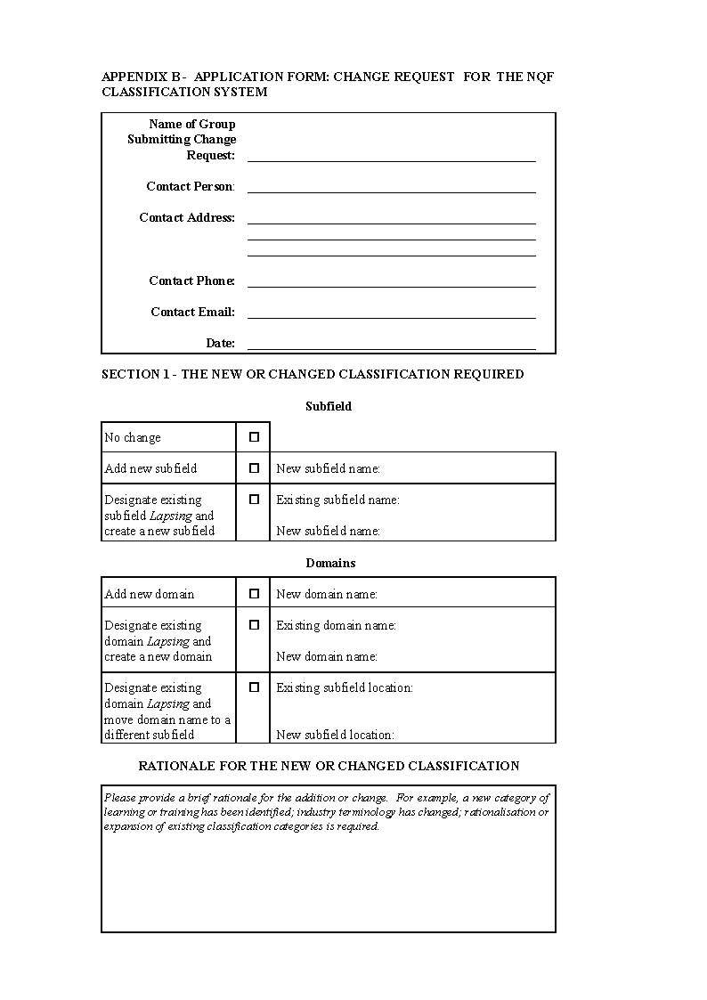 APPENDIX B - APPLICATION FORM: CHANGE REQUEST FOR THE NQF
CLASSIFICATION SYSTEM
Name of Group
Submitting Change
Request:
Contact Person:
Contact Address:
Contact Phone:
Contact Email:
Date:
SECTION 1 - THE NEW OR CHANGED CLASSIFICATION REQUIRED
Subfield
No change ☐
Add new subfield ☐ New subfield name:
Designate existing ☐ Existing subfield name:
subfield Lapsing and
create a new subfield New subfield name:
Domains
Add new domain ☐ New domain name:
Designate existing ☐ Existing domain name:
domain Lapsing and
create a new domain New domain name:
Designate existing ☐ Existing subfield location:
domain Lapsing and
move domain name to a
different subfield New subfield location:
RATIONALE FOR THE NEW OR CHANGED CLASSIFICATION
Please provide a brief rationale for the addition or change. For example, a new category of
learning or training has been identified; industry terminology has changed; rationalisation or
expansion of existing classification categories is required.